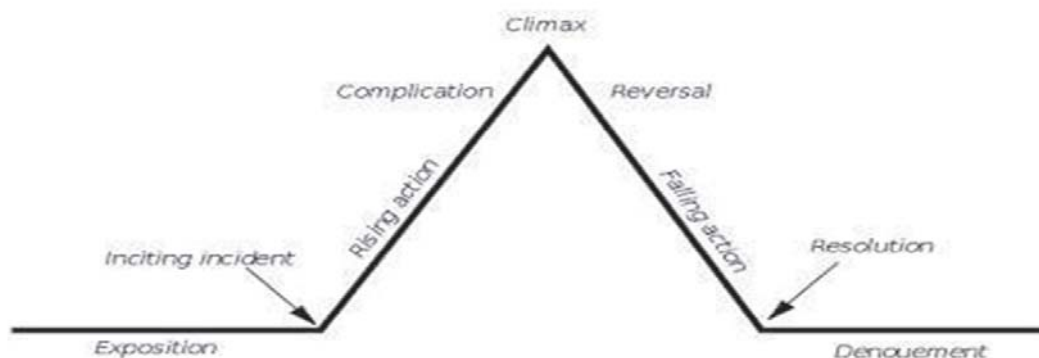 Climax
Complication
Reversal
Rising action
Falling action
Inciting incident
Resolution
Exposition
Denouement